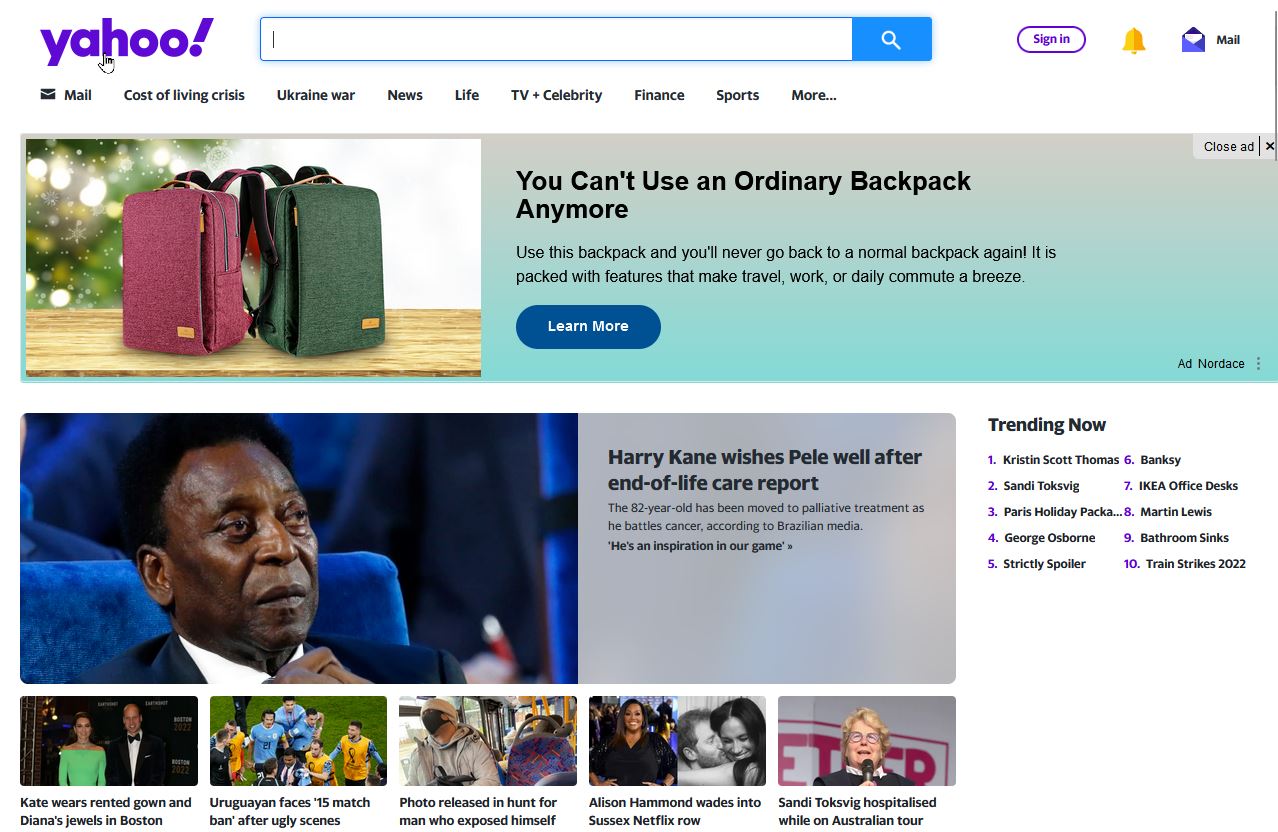 yahoo!
Sign in
Mail
Mail
Cost of living crisis
Ukraine war
News
Life
TV + Celebrity
Finance
Sports
More...
Close ad
You Can't Use an Ordinary Backpack
Anymore
Use this backpack and you'll never go back to a normal backpack again! It is
packed with features that make travel, work, or daily commute a breeze.
Learn More
Ad Nordace
Harry Kane wishes Pele well after
end-of-life care report
The 82-year-old has been moved to palliative treatment as
he battles cancer, according to Brazilian media.
'He's an inspiration in our game' »
Trending Now
1. Kristin Scott Thomas
2. Sandi Toksvig
3. Paris Holiday Packa...
4. George Osborne
5. Strictly Spoiler
6. Banksy
7. IKEA Office Desks
8. Martin Lewis
9. Bathroom Sinks
10. Train Strikes 2022
EARTHSHOT
EARTHSHOT
BOSTON
2022
BOSTON
2022
21
Kate wears rented gown and
Diana's jewels in Boston
Uruguayan faces '15 match
ban' after ugly scenes
Photo released in hunt for
man who exposed himself
Alison Hammond wades into
Sussex Netflix row
Sandi Toksvig hospitalised
while on Australian tour